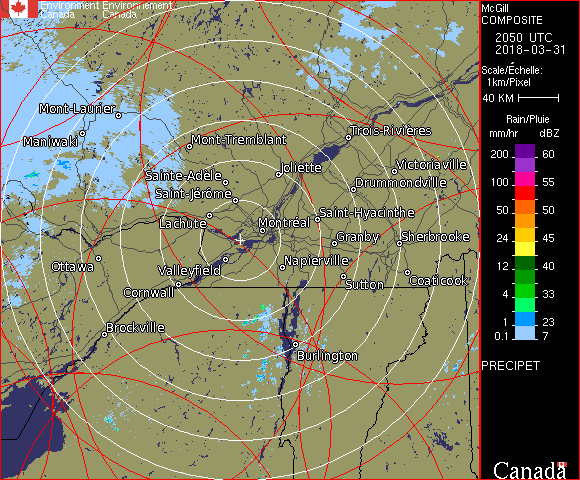 Environment Environnement
Canada Canada
McGill
COMPOSITE
2050 UTC
2018-03-31
Scale/Échelle:
1km/Pixel
40 KM
Rain/Pluie
mm/hr dBZ
200 60
100 55
50 50
24 45
12 40
4 33
1 23
0.1 7
PRECIPET
Canada
Mont-Laurier
Maniwaki
Mont-Tremblant
Trois-Rivières
Joliette
Victoriaville
Sainte-Adèle
Drummondville
Saint-Jérôme
Saint-Hyacinthe
Lachute
Montréal
Granby
Sherbrooke
Ottawa
Valleyfield
Napierville
Cornwall
Sutton
Coaticook
Brockville
Burlington